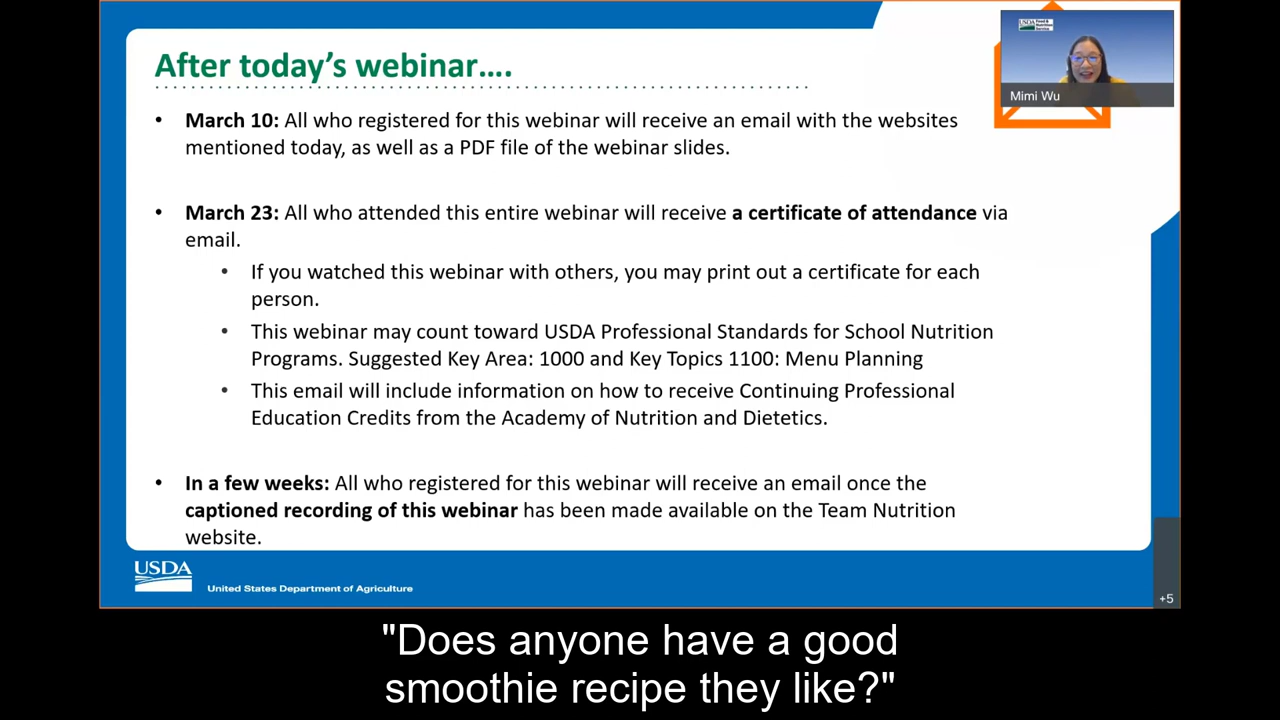 USDA Food & Nutrition Service
Mimi Wu
After today's webinar….
• March 10: All who registered for this webinar will receive an email with the websites
mentioned today, as well as a PDF file of the webinar slides.
• March 23: All who attended this entire webinar will receive a certificate of attendance via
email.
• If you watched this webinar with others, you may print out a certificate for each
person.
• This webinar may count toward USDA Professional Standards for School Nutrition
Programs. Suggested Key Area: 1000 and Key Topics 1100: Menu Planning
• This email will include information on how to receive Continuing Professional
Education Credits from the Academy of Nutrition and Dietetics.
• In a few weeks: All who registered for this webinar will receive an email once the
captioned recording of this webinar has been made available on the Team Nutrition
website.
USDA
United States Department of Agriculture
+5
"Does anyone have a good
smoothie recipe they like?"